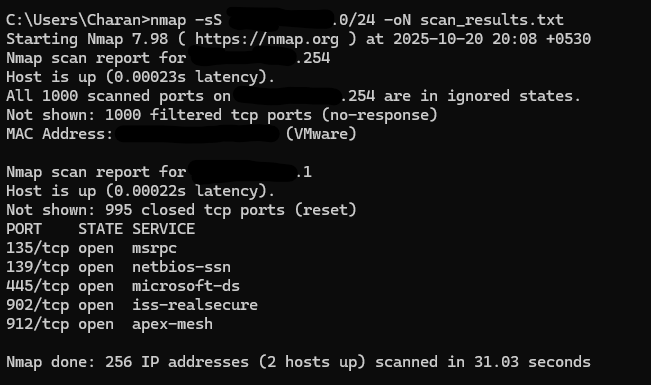 C:\Users\Charan>nmap -sS .0/24 -oN scan_results.txt
Starting Nmap 7.98 ( https://nmap.org ) at 2025-10-20 20:08 +0530
Nmap scan report for .254
Host is up (0.00023s latency).
All 1000 scanned ports on .254 are in ignored states.
Not shown: 1000 filtered tcp ports (no-response)
MAC Address: (VMware)
Nmap scan report for .1
Host is up (0.00022s latency).
Not shown: 995 closed tcp ports (reset)
PORT STATE SERVICE
135/tcp open msrpc
139/tcp open netbios-ssn
445/tcp open microsoft-ds
902/tcp open iss-realsecure
912/tcp open apex-mesh
Nmap done: 256 IP addresses (2 hosts up) scanned in 31.03 seconds